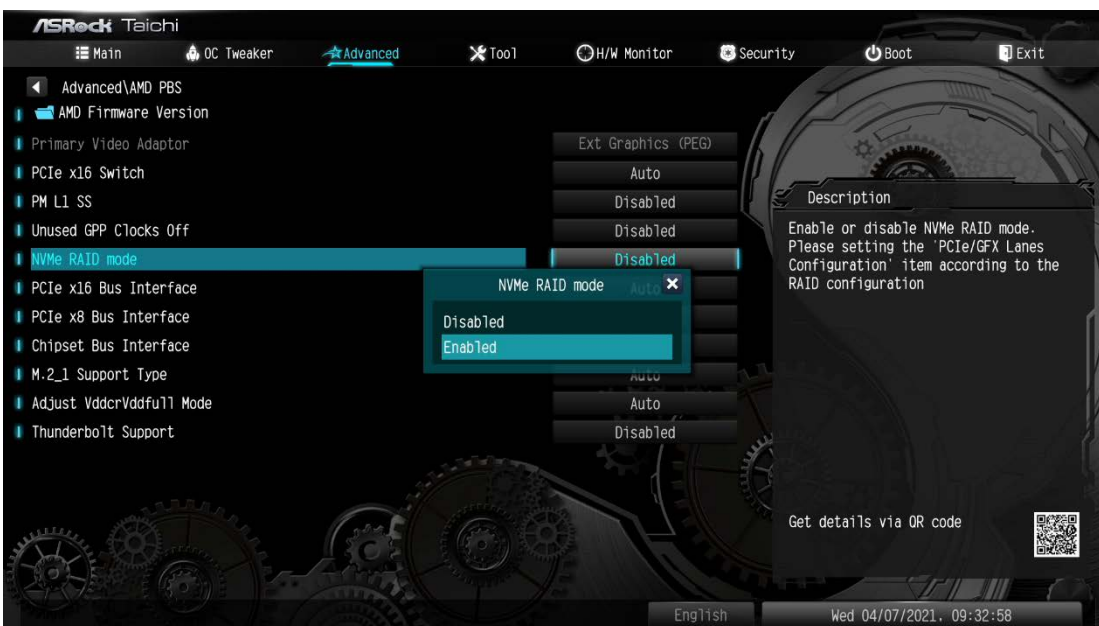 ASRock Taichi
Main OC Tweaker Advanced Tool H/W Monitor Security Boot Exit
Advanced\AMD PBS
AMD Firmware Version
Primary Video Adaptor Ext Graphics (PEG)
PCIe x16 Switch Auto
PM L1 SS Disabled
Unused GPP Clocks Off Disabled
NVMe RAID mode Disabled
PCIe x16 Bus Interface Auto
PCIe x8 Bus Interface
Chipset Bus Interface
M.2_1 Support Type Auto
Adjust VddcrVddfull Mode Auto
Thunderbolt Support Disabled
NVMe RAID mode
Disabled
Enabled
Description
Enable or disable NVMe RAID mode.
Please setting the 'PCIe/GFX Lanes
Configuration' item according to the
RAID configuration
Get details via QR code
English Wed 04/07/2021, 09:32:58